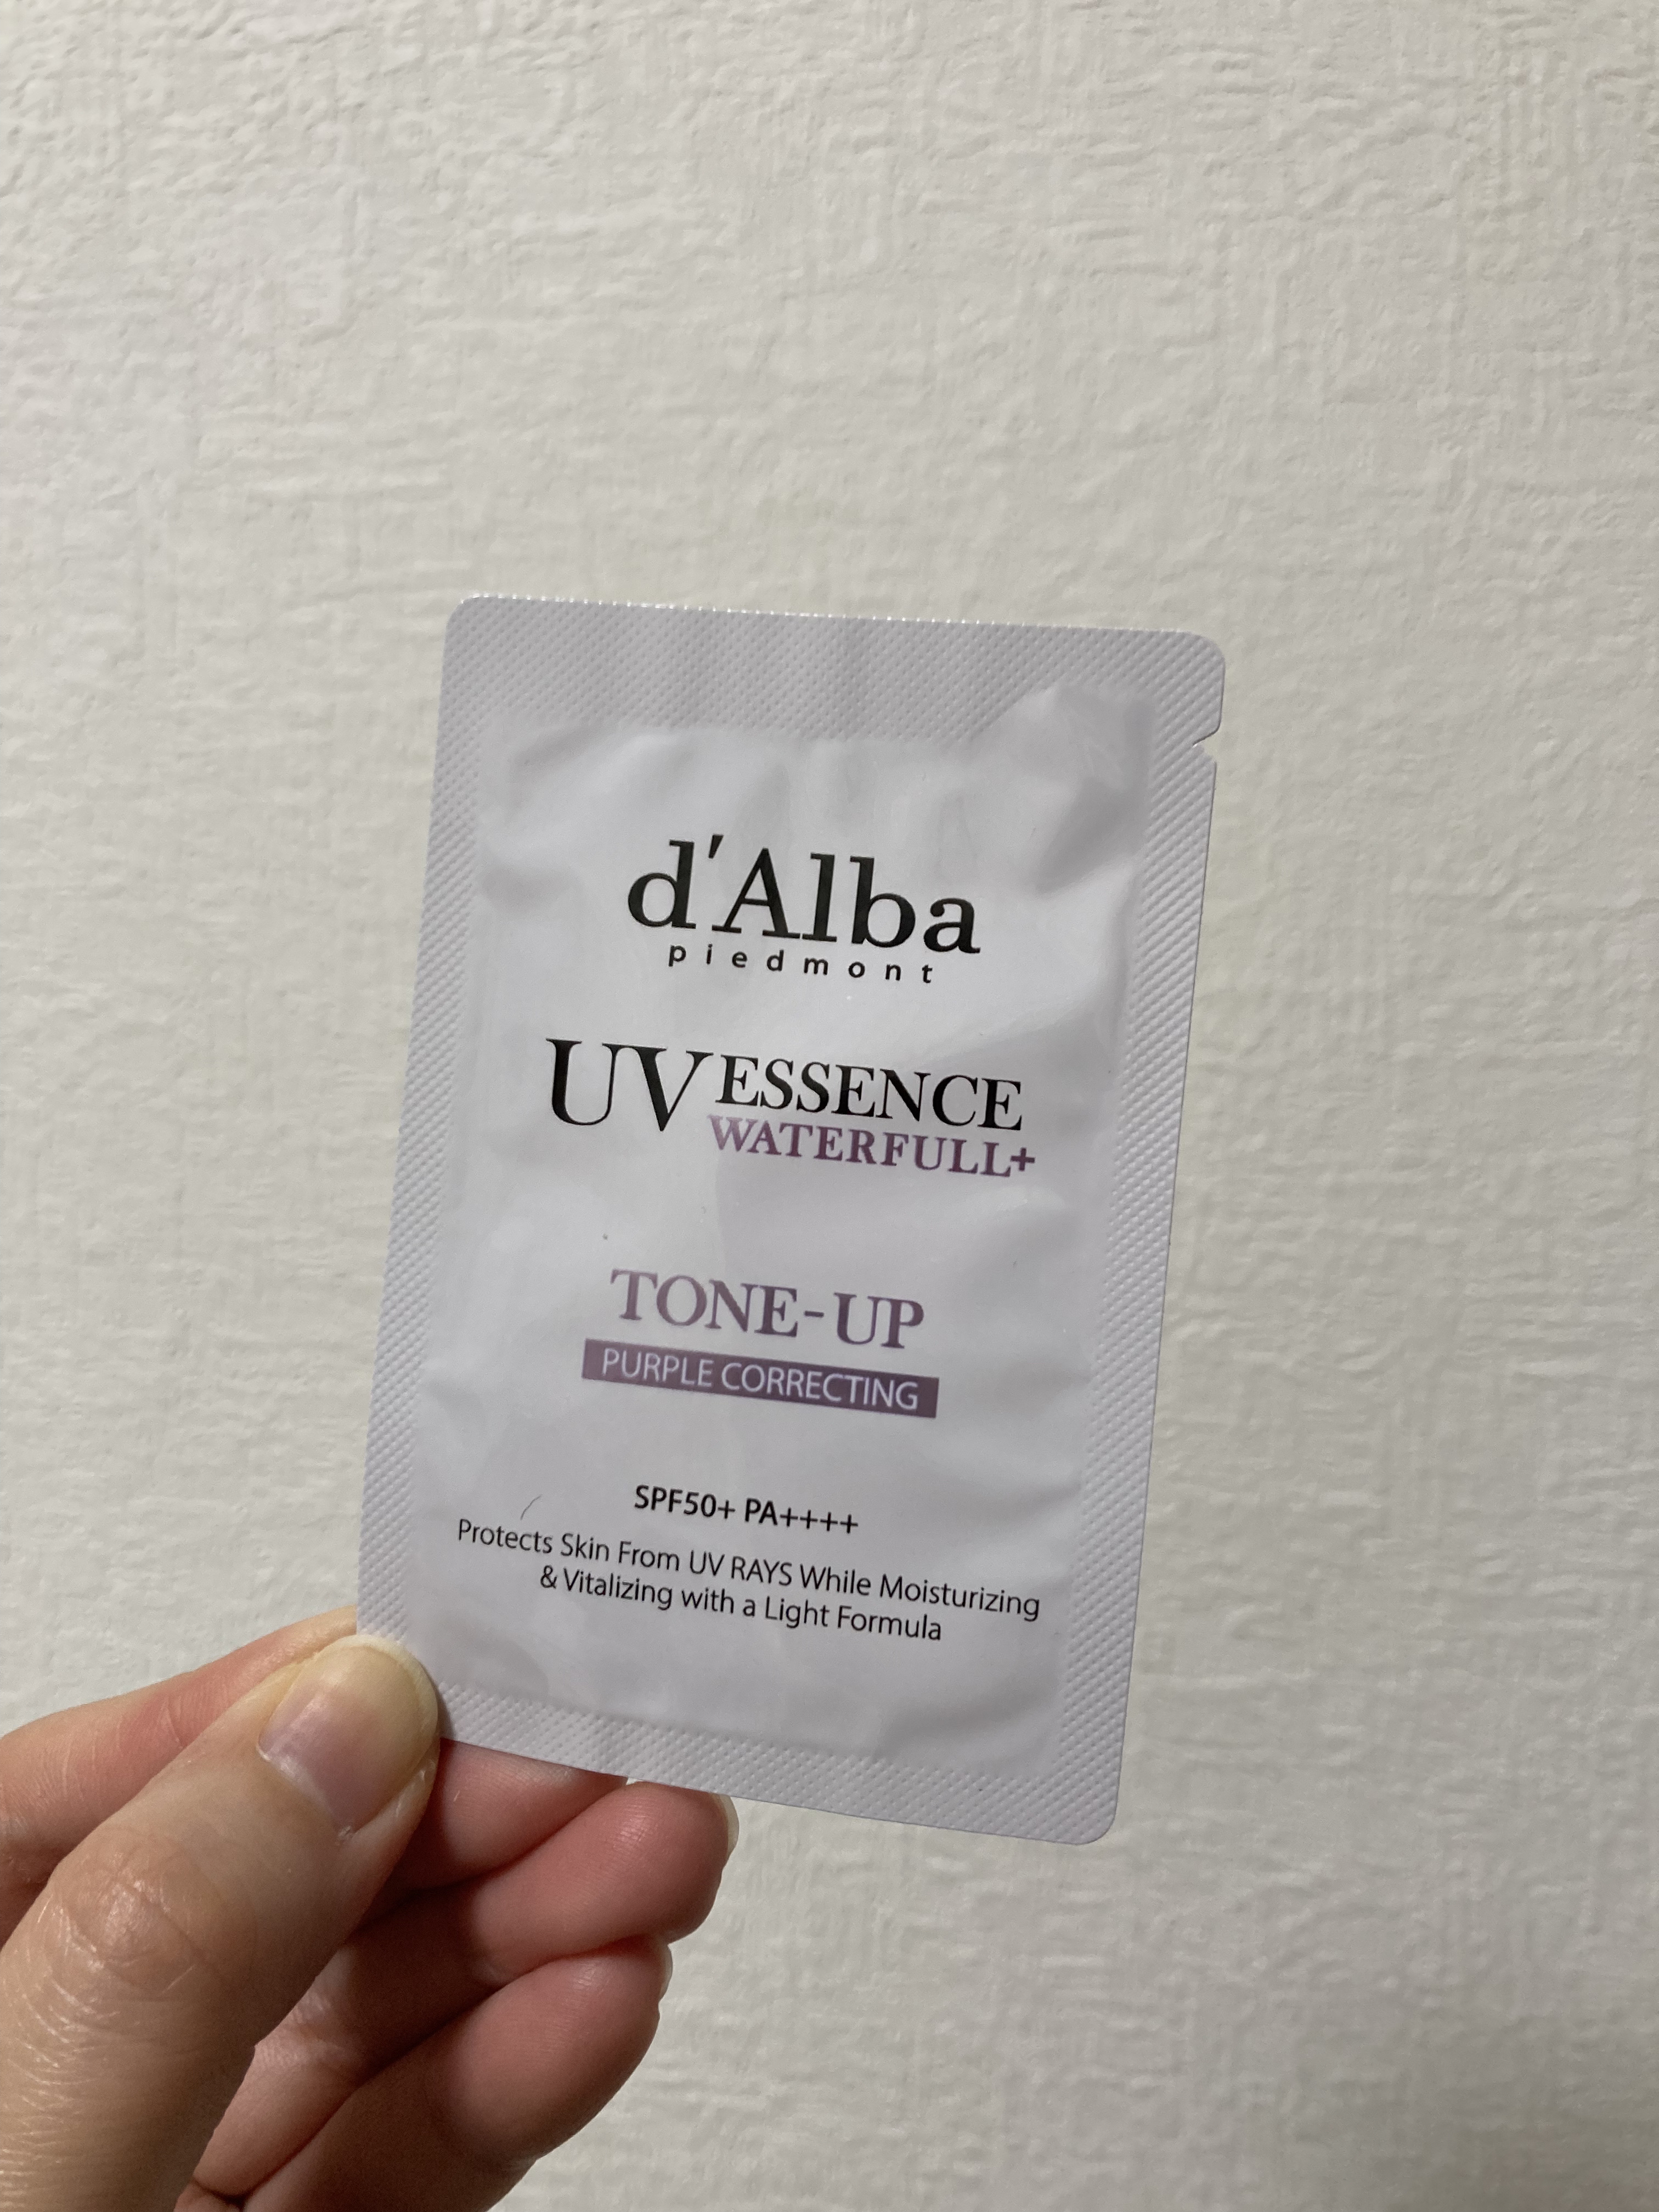 d'Alba
piedmont
UV ESSENCE
WATERFULL+
TONE-UP
PURPLE CORRECTING
SPF50+ PA++++
Protects Skin From UV RAYS While Moisturizing
& Vitalizing with a Light Formula